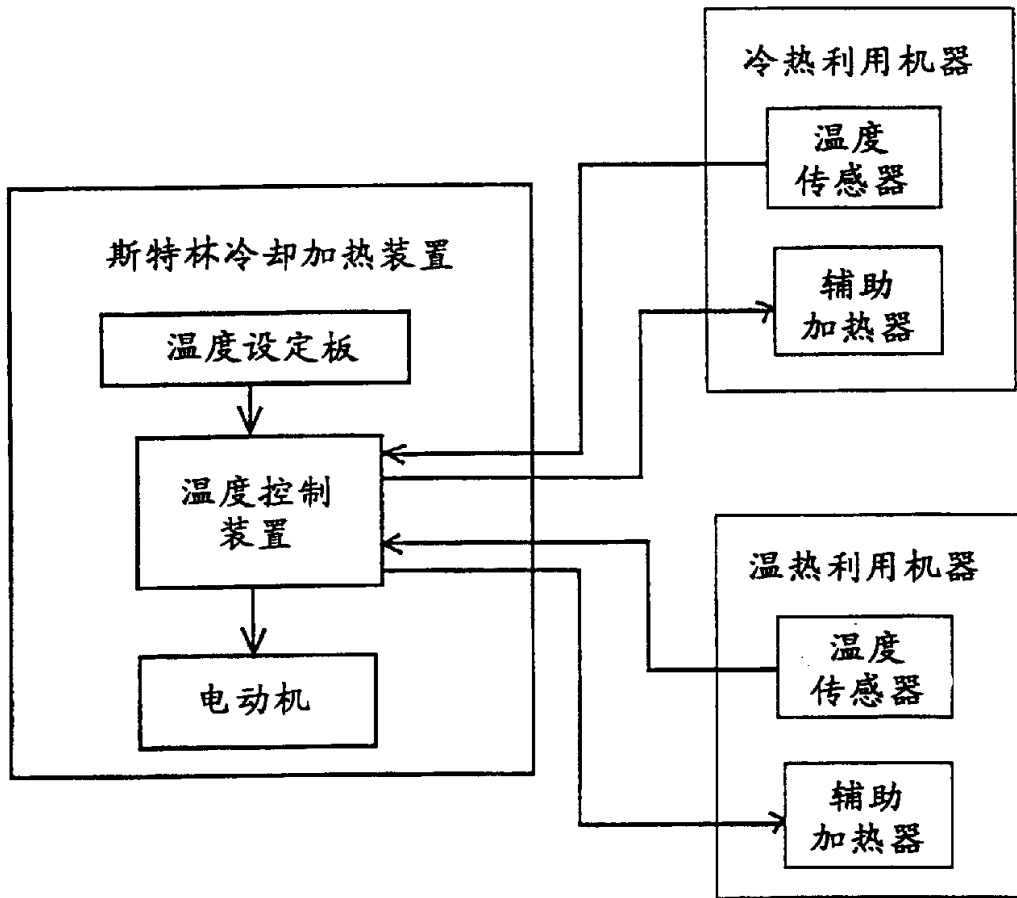 斯特林冷却加热装置
温度设定板
温度控制
装置
电动机
冷热利用机器
温度
传感器
辅助
加热器
温热利用机器
温度
传感器
辅助
加热器